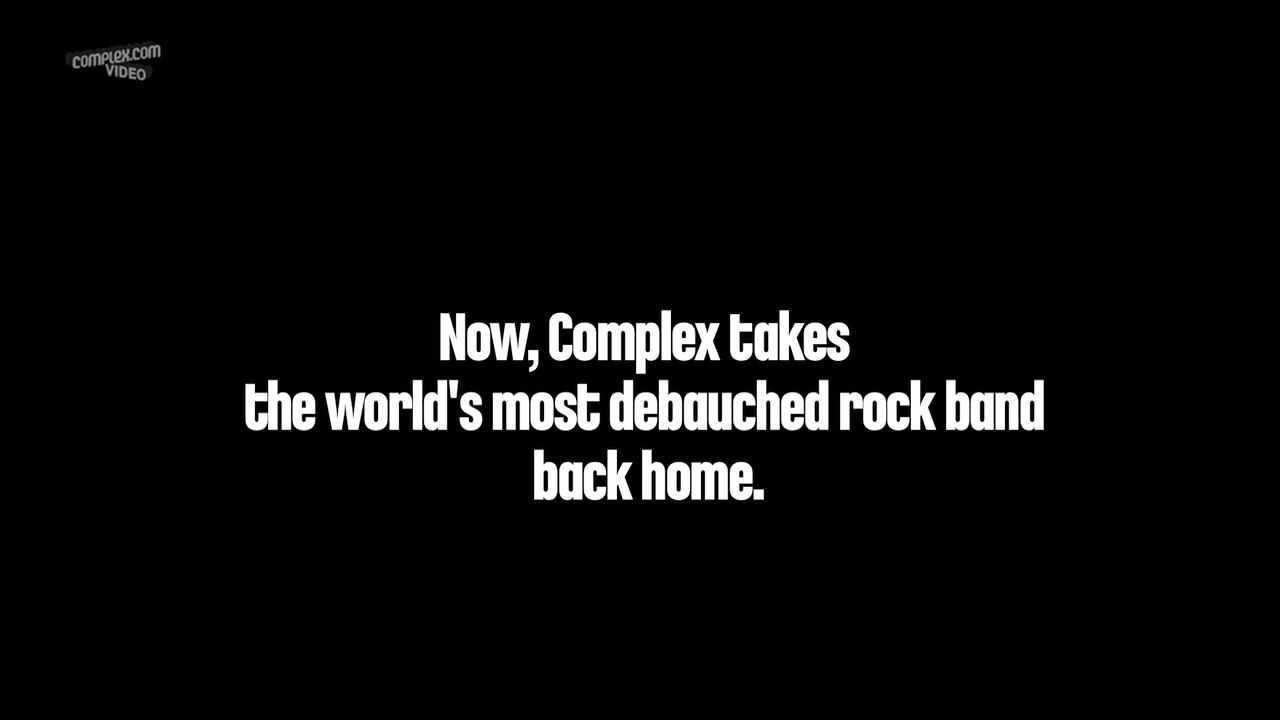 complex.com
VIDEO
Now, Complex takes
the world's most debauched rock band
back home.